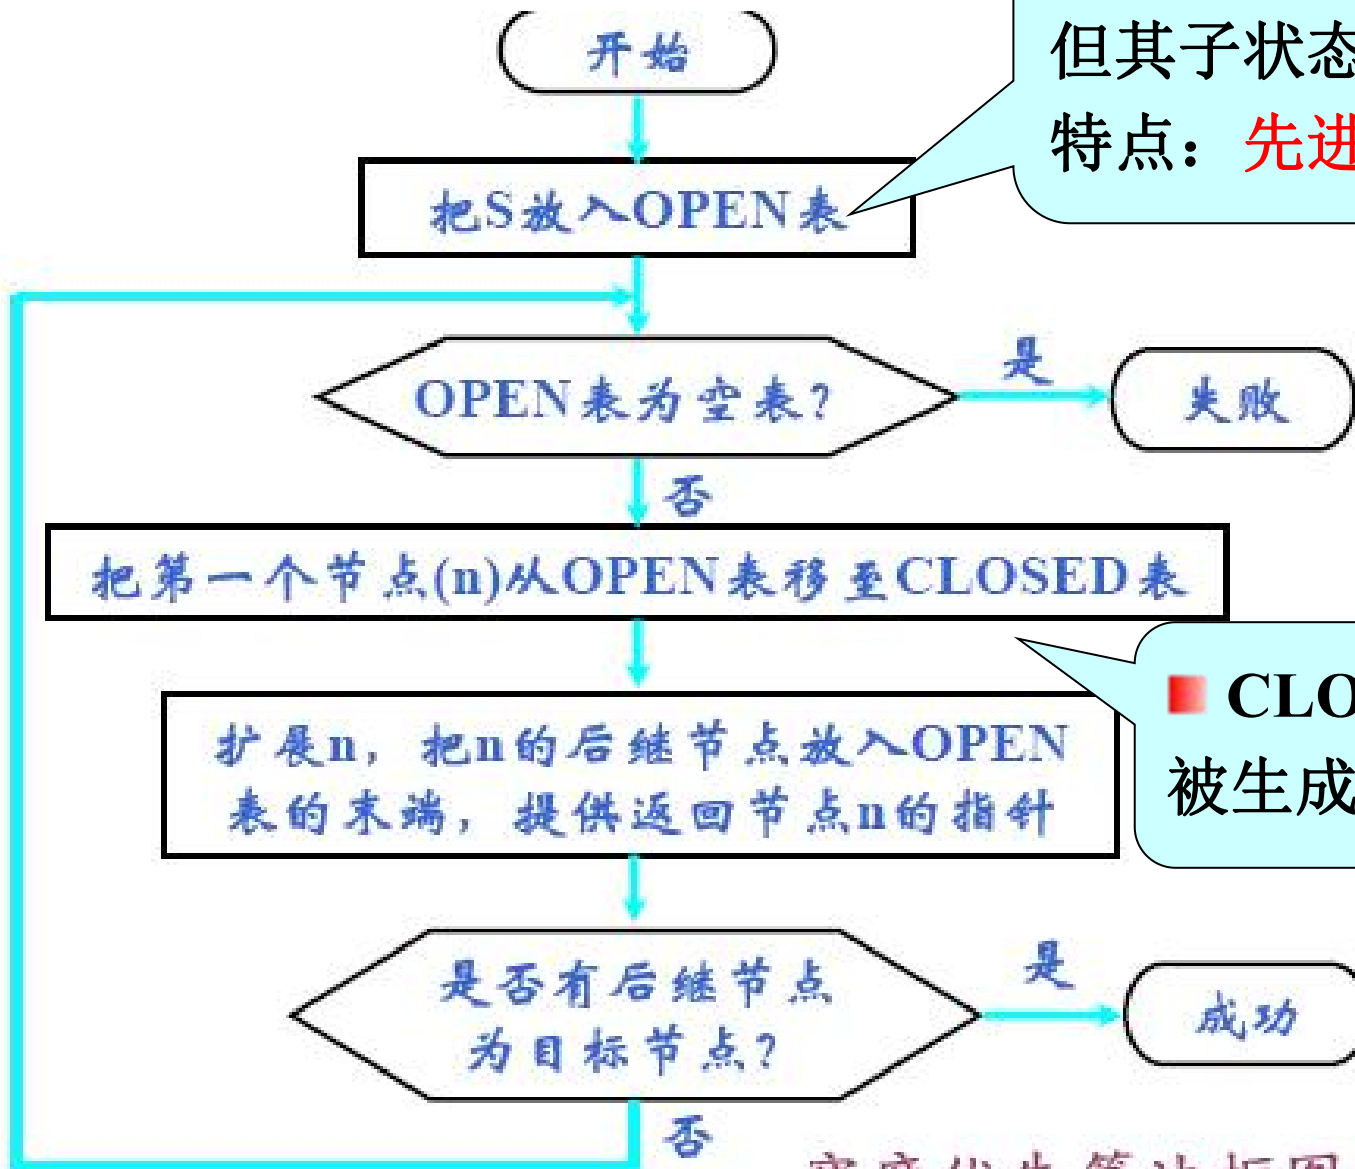 开始
但其子状态
特点：先进
把S放入OPEN表
OPEN表为空表?
是
失败
否
把第一个节点(n)从OPEN表移至CLOSED表
CLO
被生成
扩展n，把n的后继节点放入OPEN
表的末端，提供返回节点n的指针
是否有后继节点
为目标节点?
是
成功
否